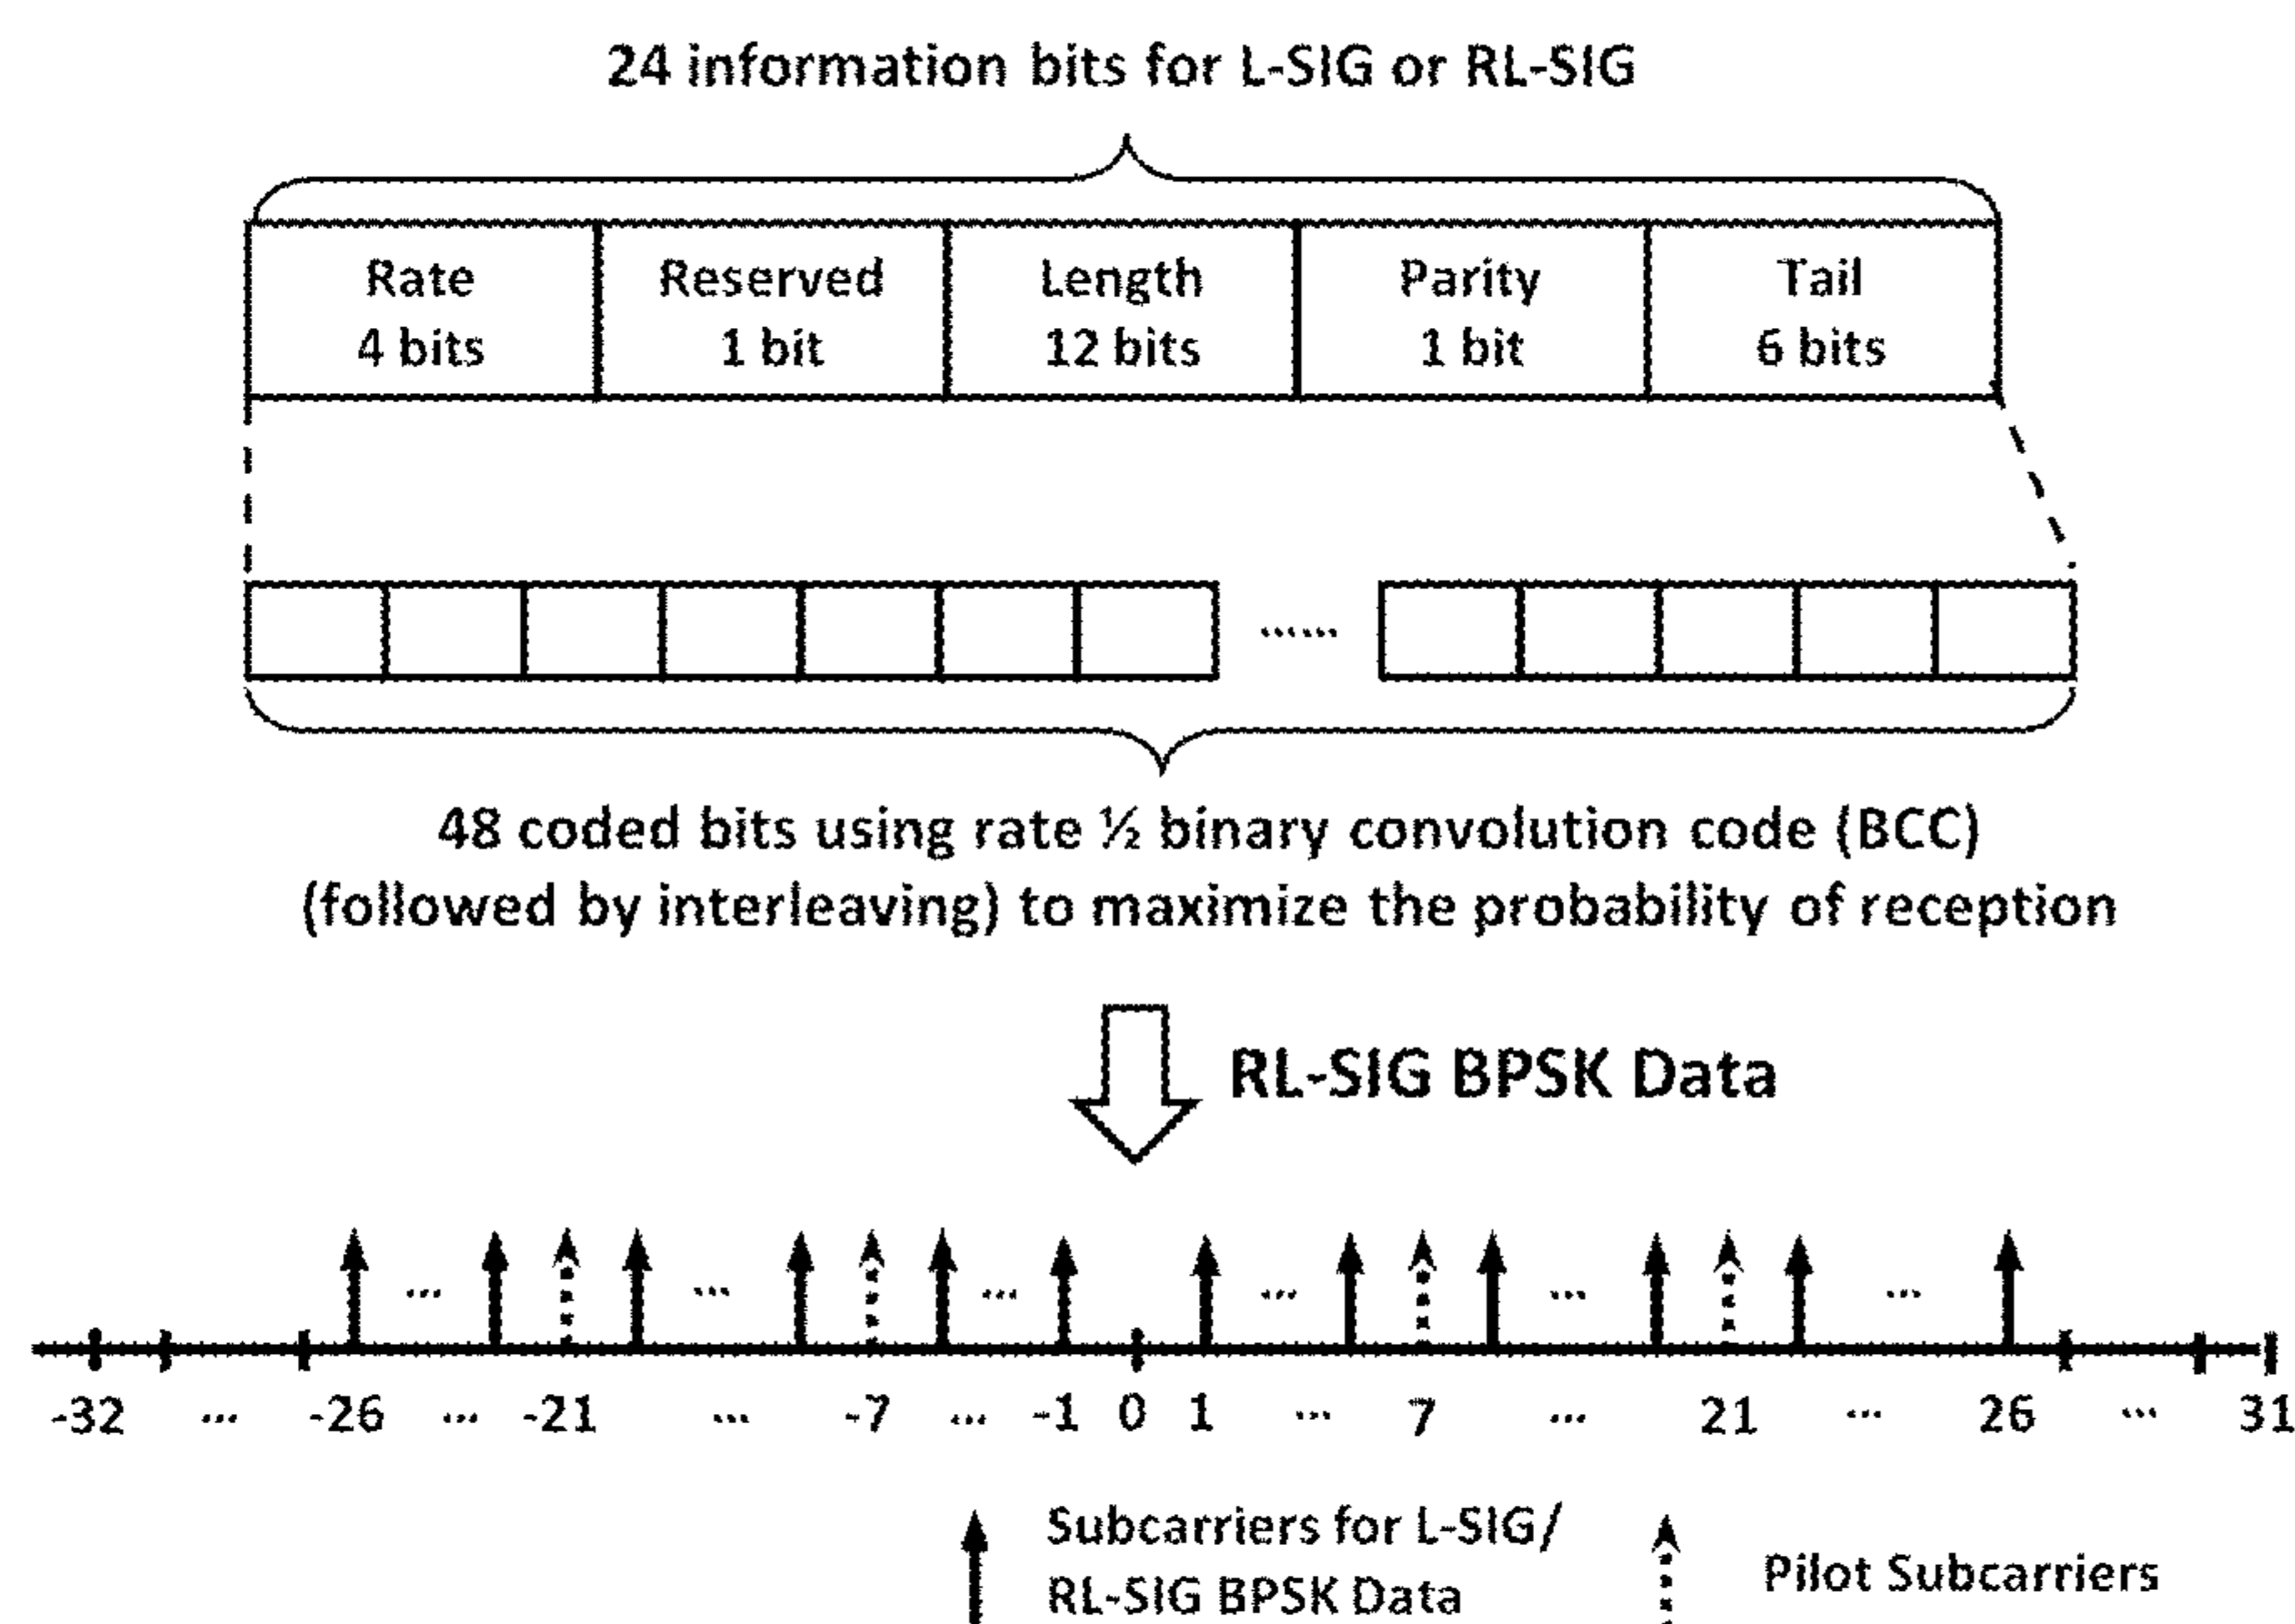 24 information bits for L-SIG or RL-SIG
Rate Reserved Length Parity Tail
4 bits 1 bit 12 bits 1 bit 6 bits
......
48 coded bits using rate ½ binary convolution code (BCC)
(followed by interleaving) to maximize the probability of reception
RL-SIG BPSK Data
... ... ... ... ... ...
-32 ... -26 ... -21 ... -7 ... -1 0 1 ... 7 ... 21 ... 26 ... 31
Subcarriers for L-SIG/
RL-SIG BPSK Data
Pilot Subcarriers